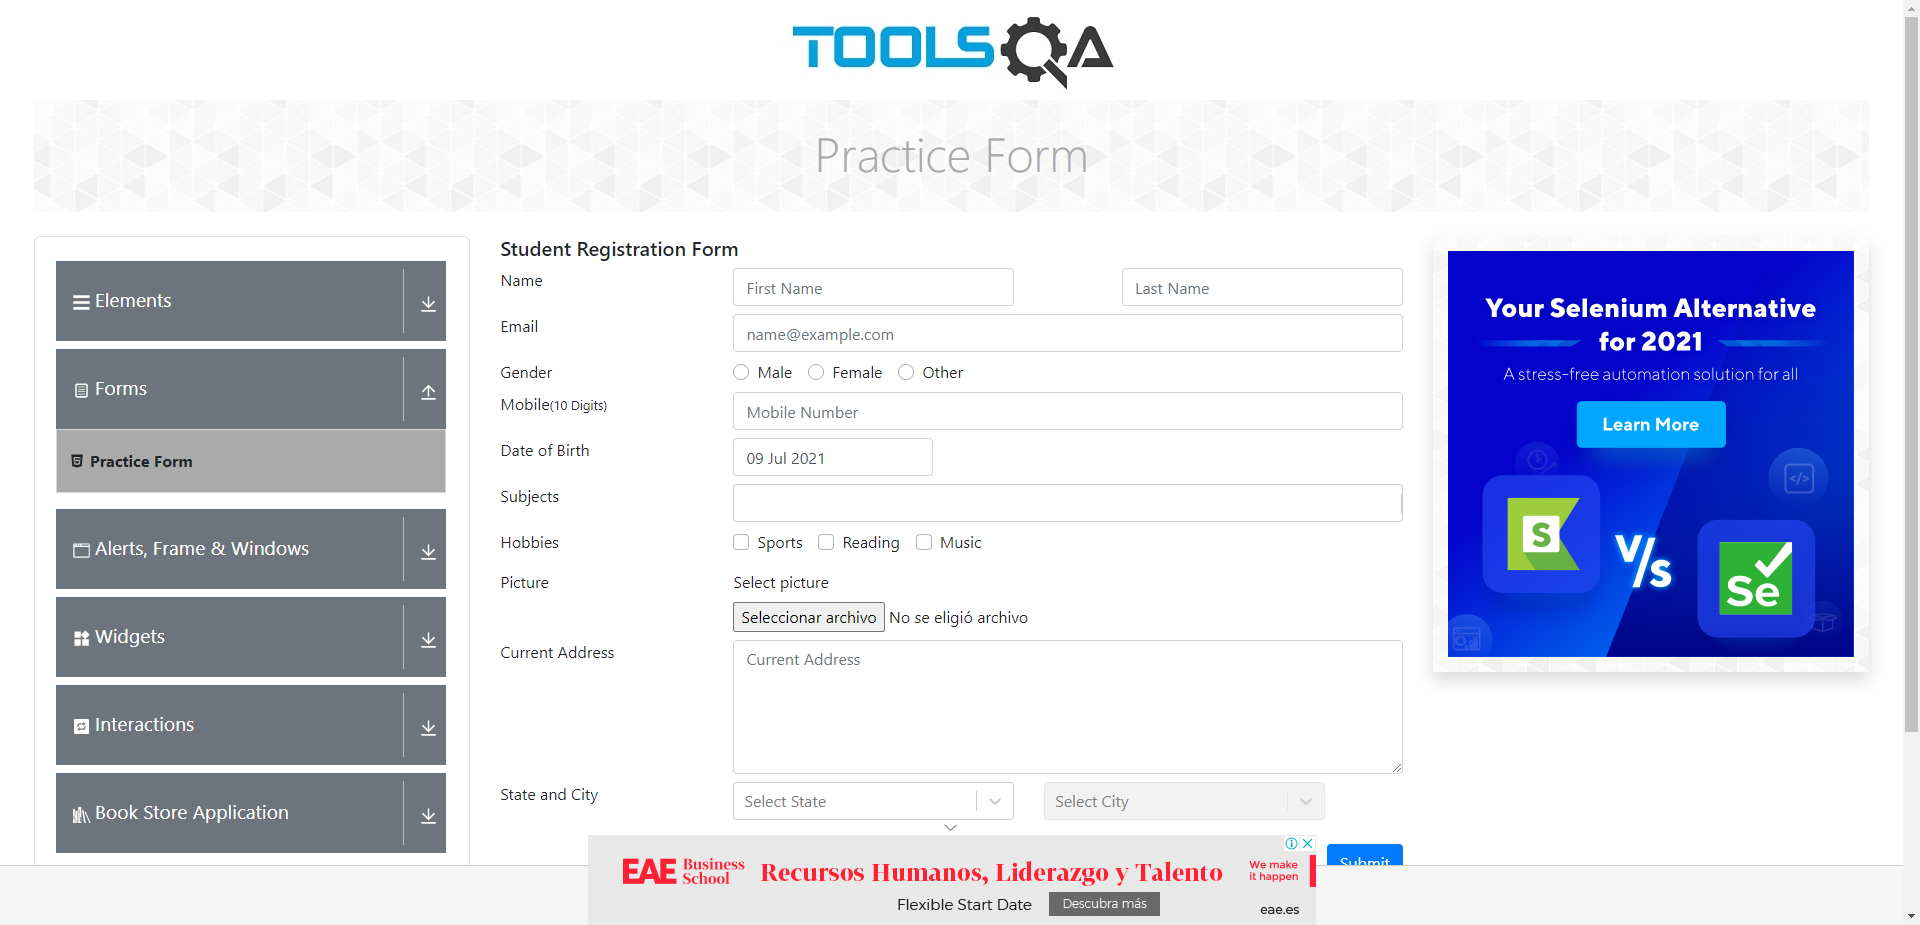 TOOLSQA
Practice Form
Elements
Forms
Practice Form
Alerts, Frame & Windows
Widgets
Interactions
Book Store Application
Student Registration Form
Name
First Name
Last Name
Email
name@example.com
Gender
Male
Female
Other
Mobile(10 Digits)
Mobile Number
Date of Birth
09 Jul 2021
Subjects
Hobbies
Sports
Reading
Music
Picture
Select picture
Seleccionar archivo No se eligió archivo
Current Address
Current Address
State and City
Select State
Select City
Submit
Your Selenium Alternative
for 2021
A stress-free automation solution for all
Learn More
S
V/S
Se
EAE Business
School
Recursos Humanos, Liderazgo y Talento
Flexible Start Date
Descubra más
We make
it happen
eae.es